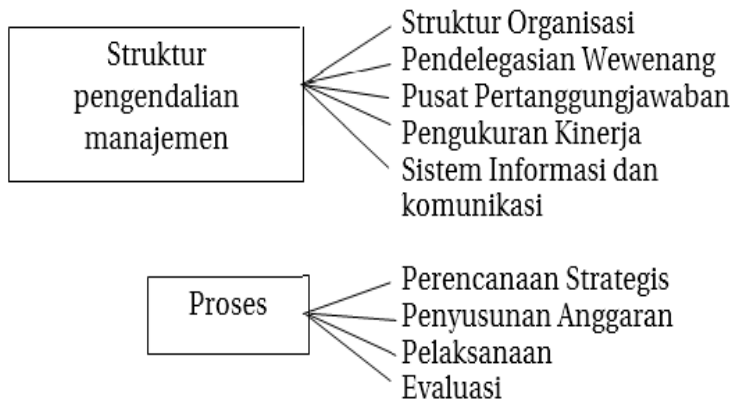 Struktur
pengendalian
manajemen
Struktur Organisasi
Pendelegasian Wewenang
Pusat Pertanggungjawaban
Pengukuran Kinerja
Sistem Informasi dan
komunikasi
Proses
Perencanaan Strategis
Penyusunan Anggaran
Pelaksanaan
Evaluasi